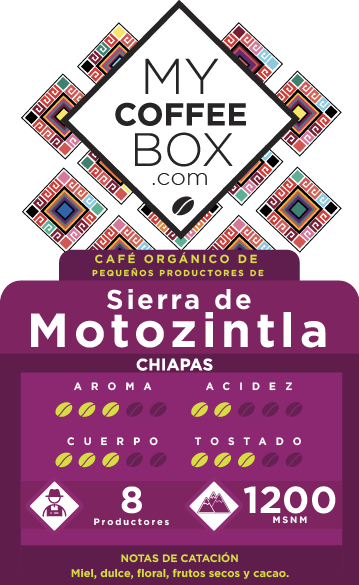 MY
COFFEE
BOX
.com
CAFÉ ORGÁNICO DE
PEQUEÑOS PRODUCTORES DE
Sierra de
Motozintla
CHIAPAS
AROMA ACIDEZ
CUERPO TOSTADO
8 1200
Productores MSNM
NOTAS DE CATACIÓN
Miel, dulce, floral, frutos secos y cacao.